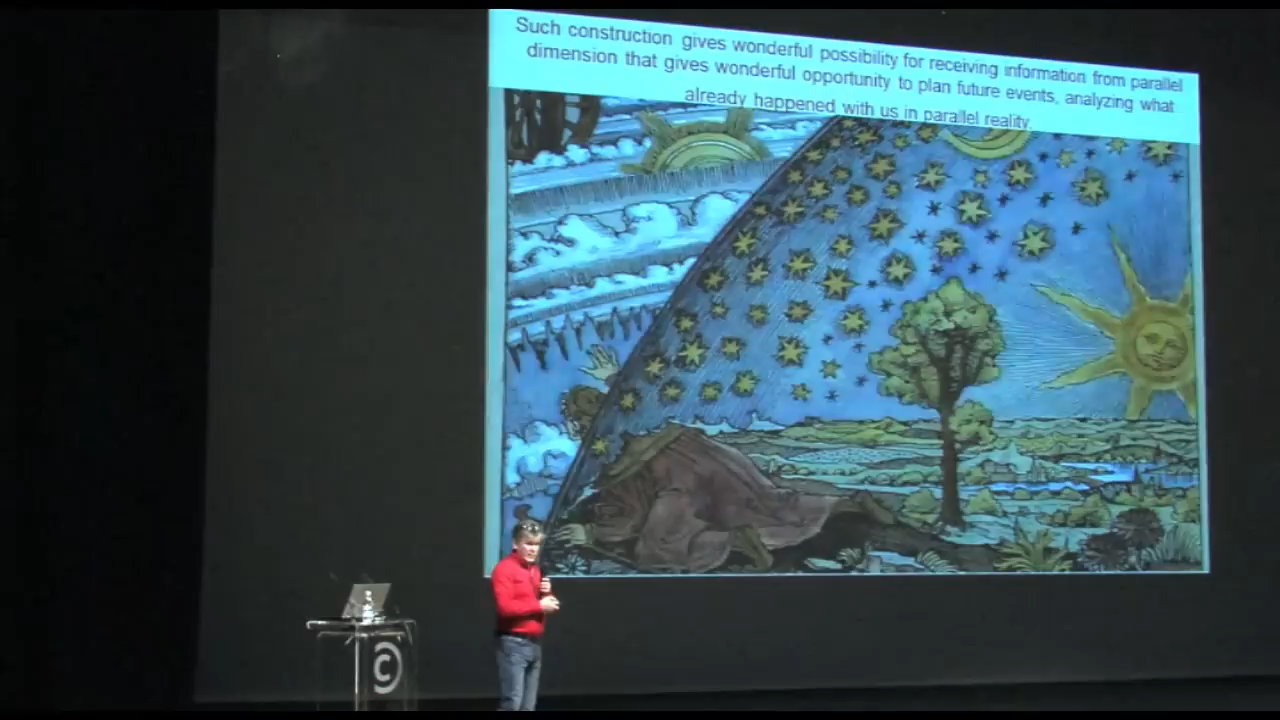 Such construction gives wonderful possibility for receiving information from parallel
dimension that gives wonderful opportunity to plan future events, analyzing what
already happened with us in parallel reality.
©